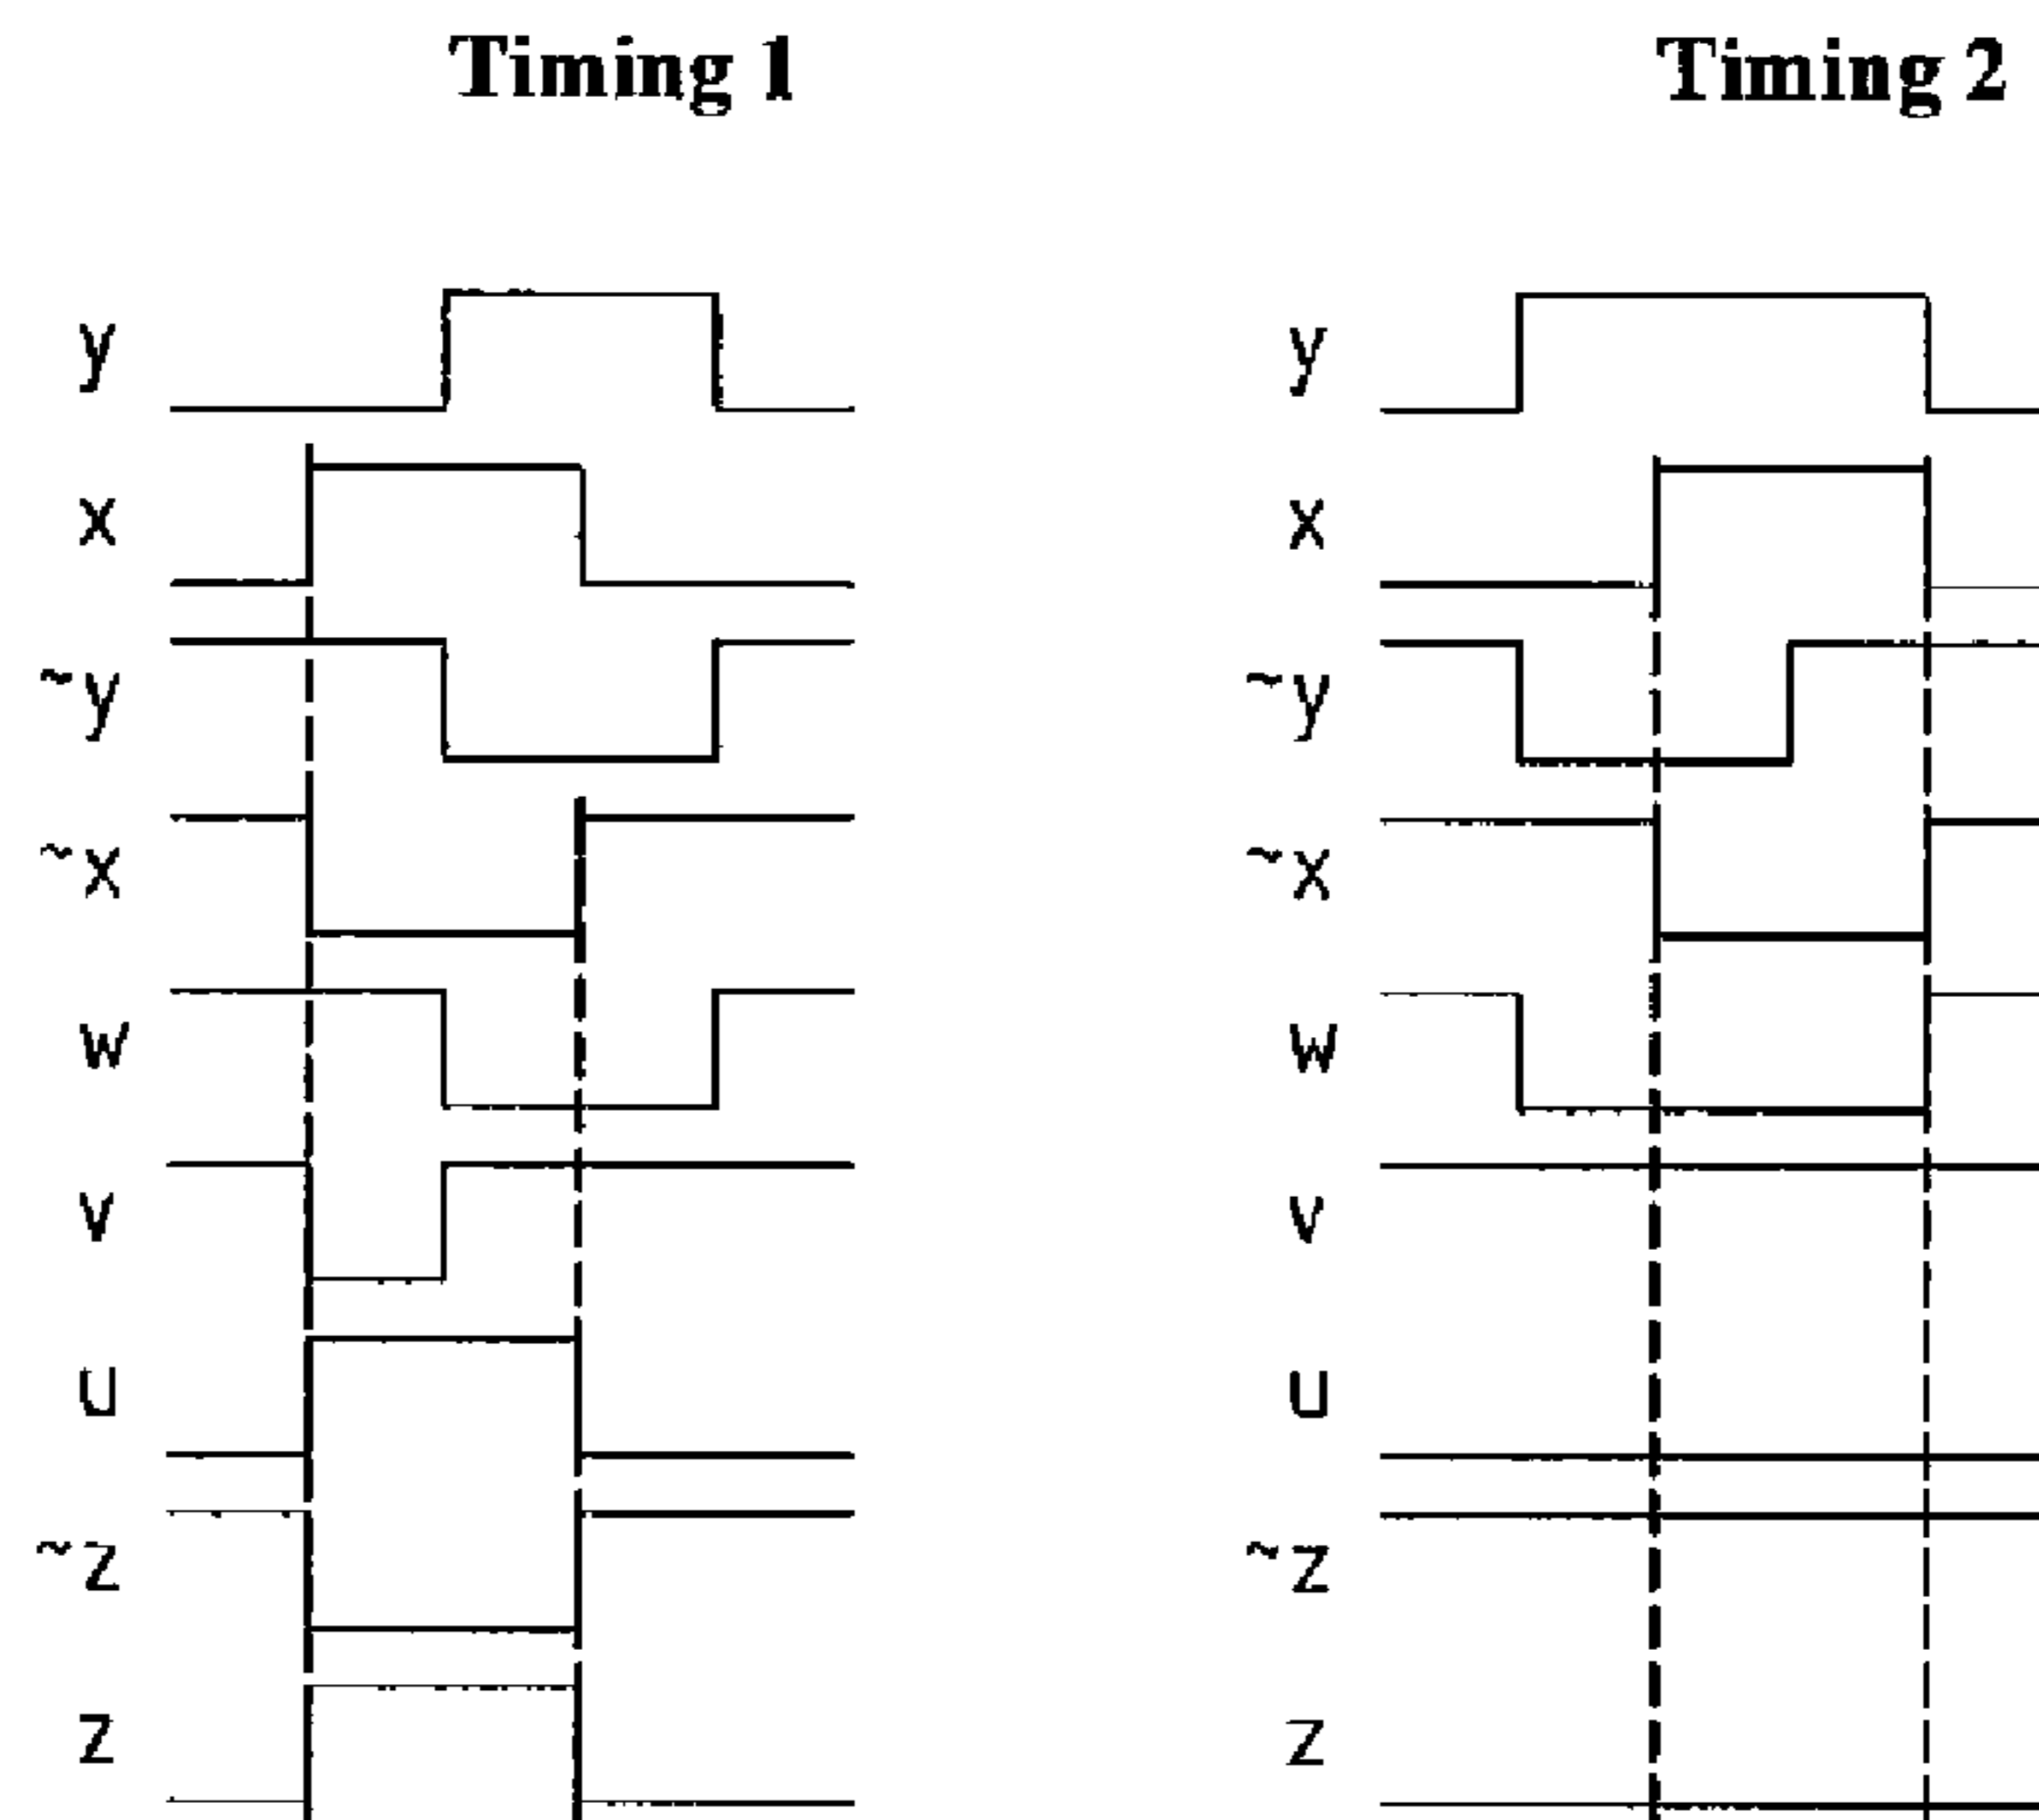 Timing 1 Timing 2
y y
x x
~y ~y
~x ~x
w w
v v
u u
~z ~z
z z